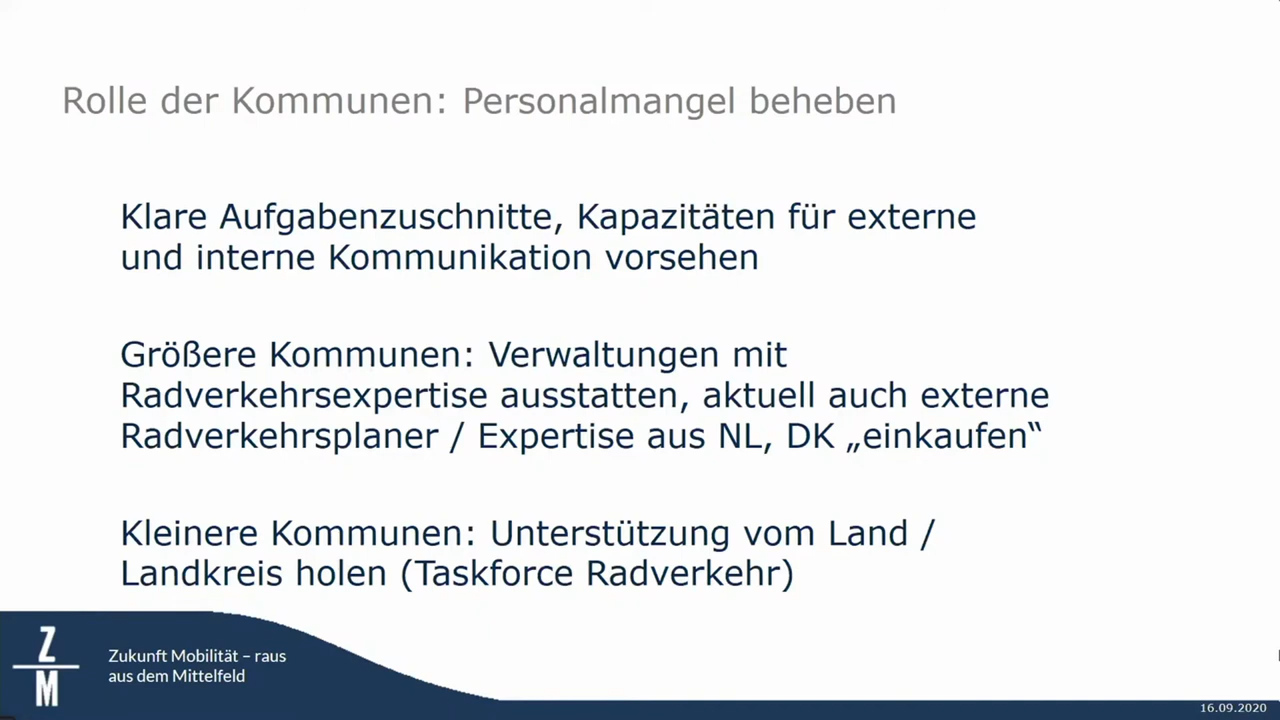 Rolle der Kommunen: Personalmangel beheben
Klare Aufgabenzuschnitte, Kapazitäten für externe
und interne Kommunikation vorsehen
Größere Kommunen: Verwaltungen mit
Radverkehrsexpertise ausstatten, aktuell auch externe
Radverkehrsplaner / Expertise aus NL, DK „einkaufen“
Kleinere Kommunen: Unterstützung vom Land /
Landkreis holen (Taskforce Radverkehr)
Z
M
Zukunft Mobilität – raus
aus dem Mittelfeld
16.09.2020